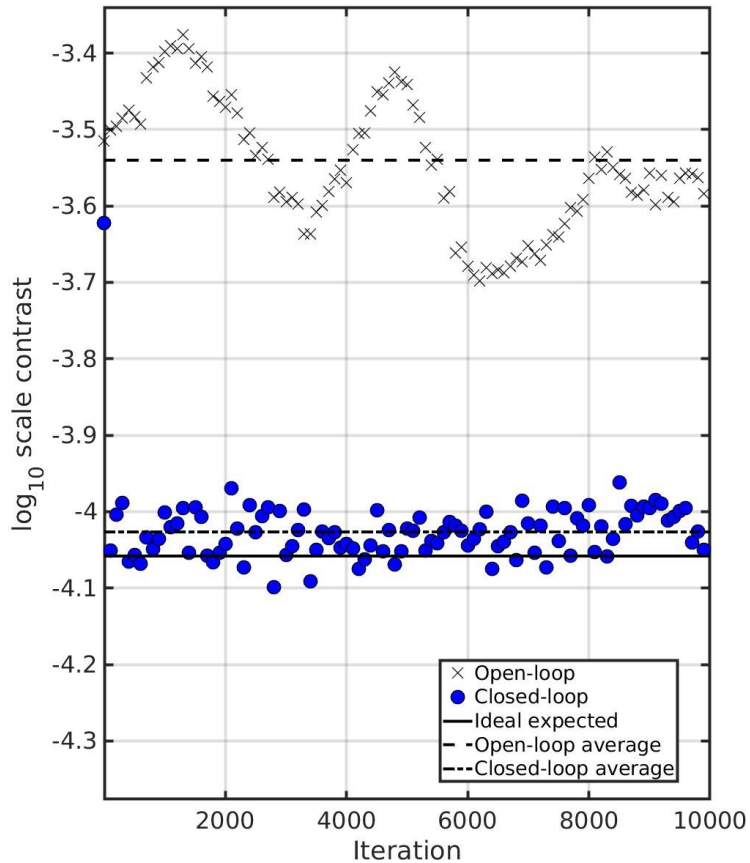 -3.4
-3.5
-3.6
-3.7
-3.8
-3.9
-4
-4.1
-4.2
-4.3
log10 scale contrast
Open-loop
Closed-loop
Ideal expected
Open-loop average
Closed-loop average
2000 4000 6000 8000 10000
Iteration